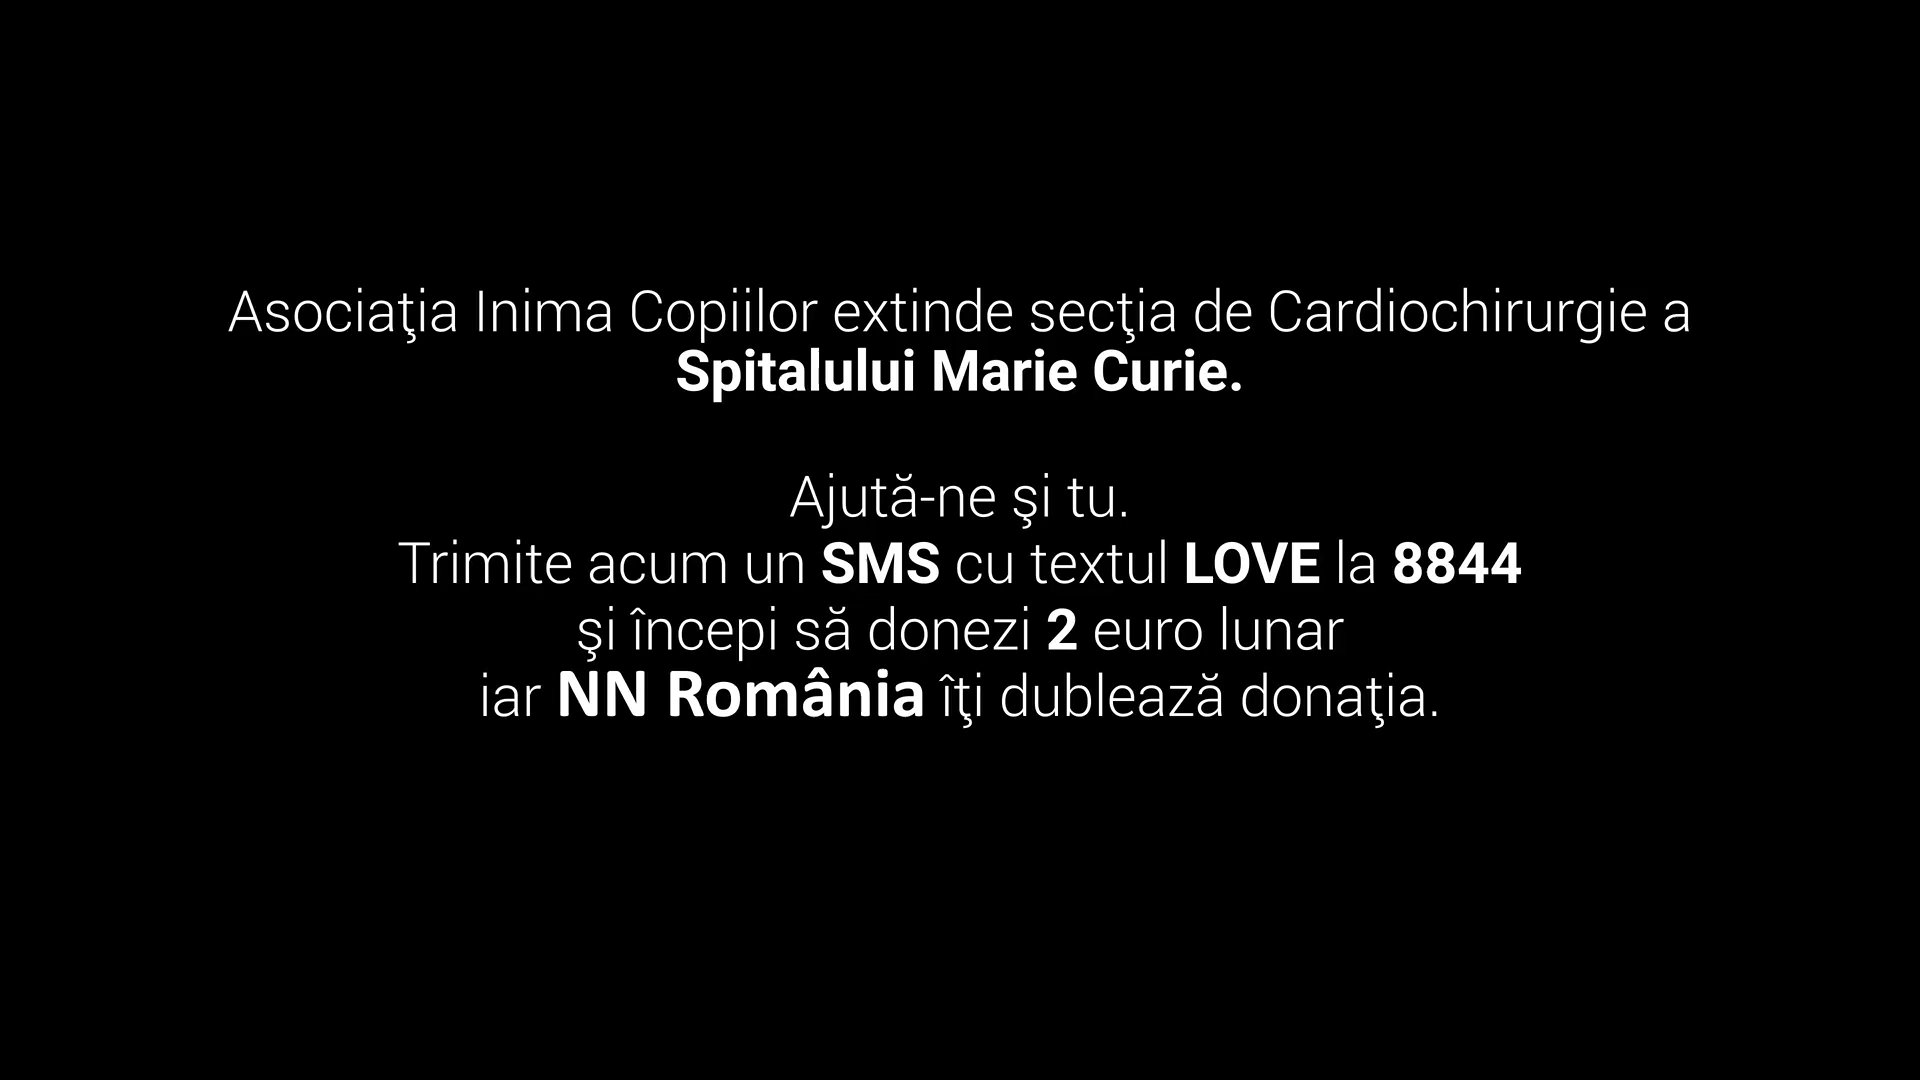 Asociaţia Inima Copiilor extinde secţia de Cardiochirurgie a
Spitalului Marie Curie.
Ajută-ne şi tu.
Trimite acum un SMS cu textul LOVE la 8844
şi începi să donezi 2 euro lunar
iar NN România îţi dublează donaţia.